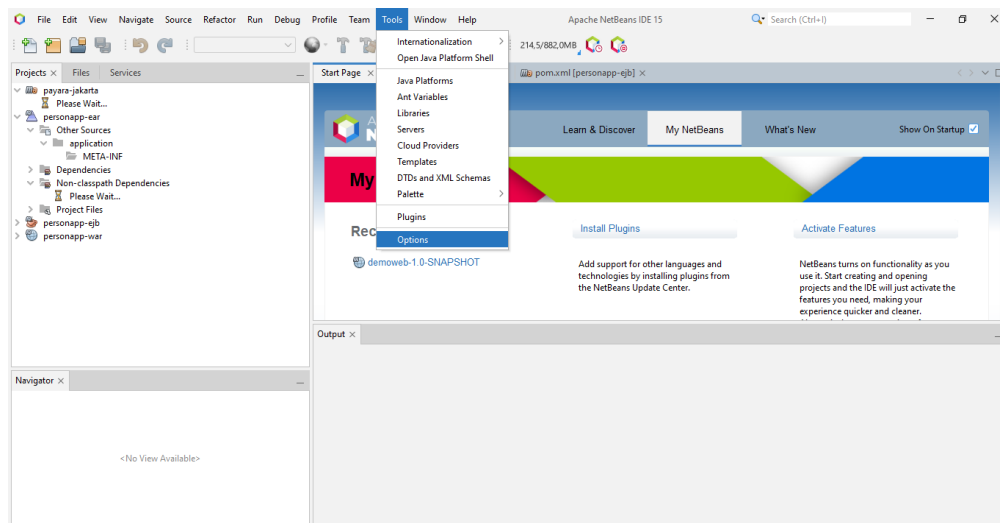 File Edit View Navigate Source Refactor Run Debug Profile Team Tools Window Help Apache NetBeans IDE 15 Search (Ctrl+I)
214,5/882,0MB
Projects Files Services
Start Page pom.xml [personapp-ejb]
payara-jakarta
Please Wait...
personapp-ear
Other Sources
application
META-INF
Dependencies
Non-classpath Dependencies
Please Wait...
Project Files
personapp-ejb
personapp-war
Internationalization
Open Java Platform Shell
Java Platforms
Ant Variables
Libraries
Servers
Cloud Providers
Templates
DTDs and XML Schemas
Palette
Plugins
Options
Learn & Discover My NetBeans What's New Show On Startup
My
Rec
demoweb-1.0-SNAPSHOT
Install Plugins
Add support for other languages and
technologies by installing plugins from
the NetBeans Update Center.
Activate Features
NetBeans turns on functionality as you
use it. Start creating and opening
projects and the IDE will just activate the
features you need, making your
experience quicker and cleaner.
Output
Navigator
<No View Available>